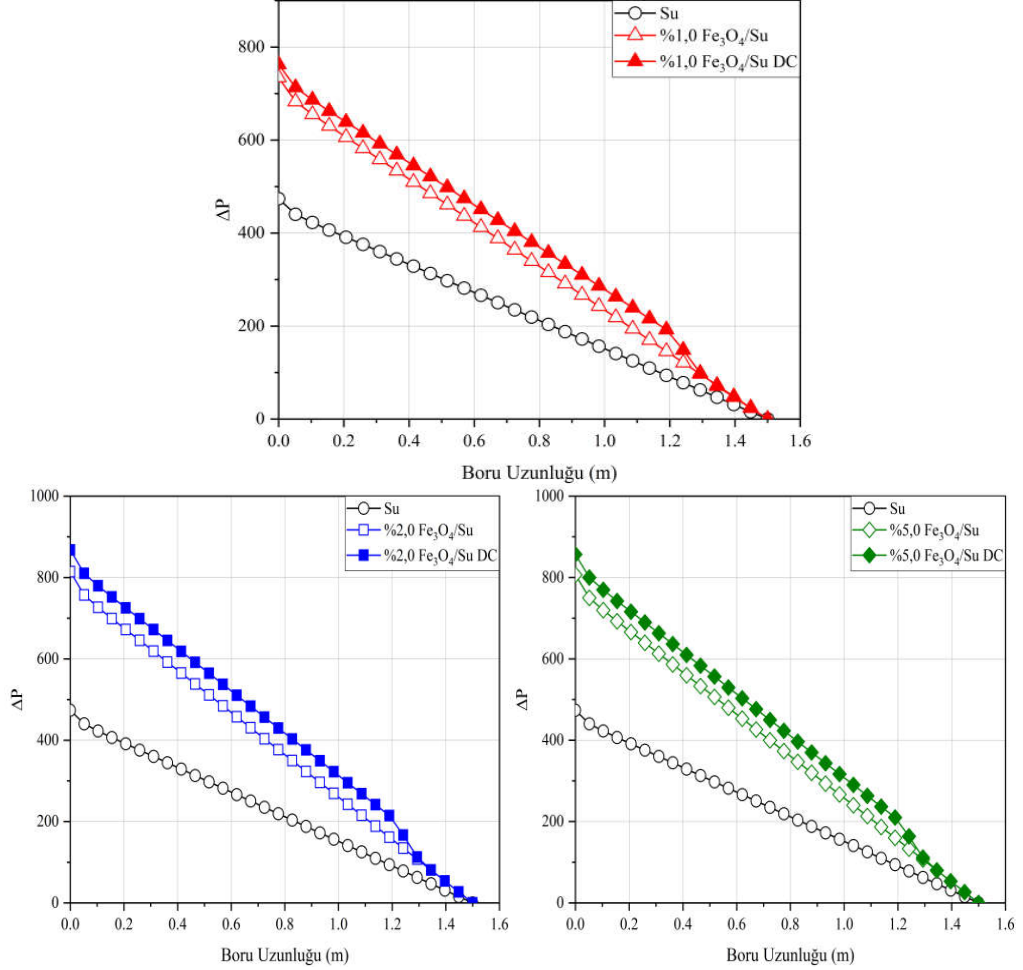 Su
%1,0 Fe₃O₄/Su
%1,0 Fe₃O₄/Su DC
800
600
400
200
0
ΔP
0.0 0.2 0.4 0.6 0.8 1.0 1.2 1.4 1.6
Boru Uzunluğu (m)
Su
%2,0 Fe₃O₄/Su
%2,0 Fe₃O₄/Su DC
1000
800
600
400
200
0
ΔP
0.0 0.2 0.4 0.6 0.8 1.0 1.2 1.4 1.6
Boru Uzunluğu (m)
Su
%5,0 Fe₃O₄/Su
%5,0 Fe₃O₄/Su DC
1000
800
600
400
200
0
ΔP
0.0 0.2 0.4 0.6 0.8 1.0 1.2 1.4 1.6
Boru Uzunluğu (m)